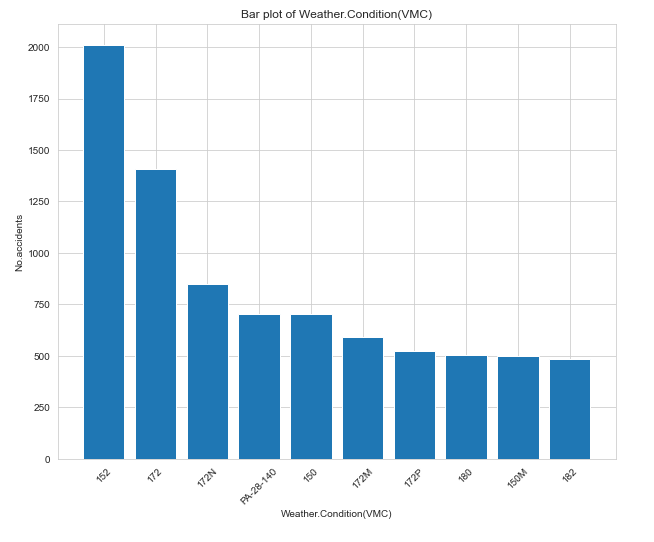 Bar plot of Weather.Condition(VMC)
No.accidents
2000
1750
1500
1250
1000
750
500
250
0
152
172
172N
PA-28-140
150
172M
172P
180
150M
182
Weather.Condition(VMC)